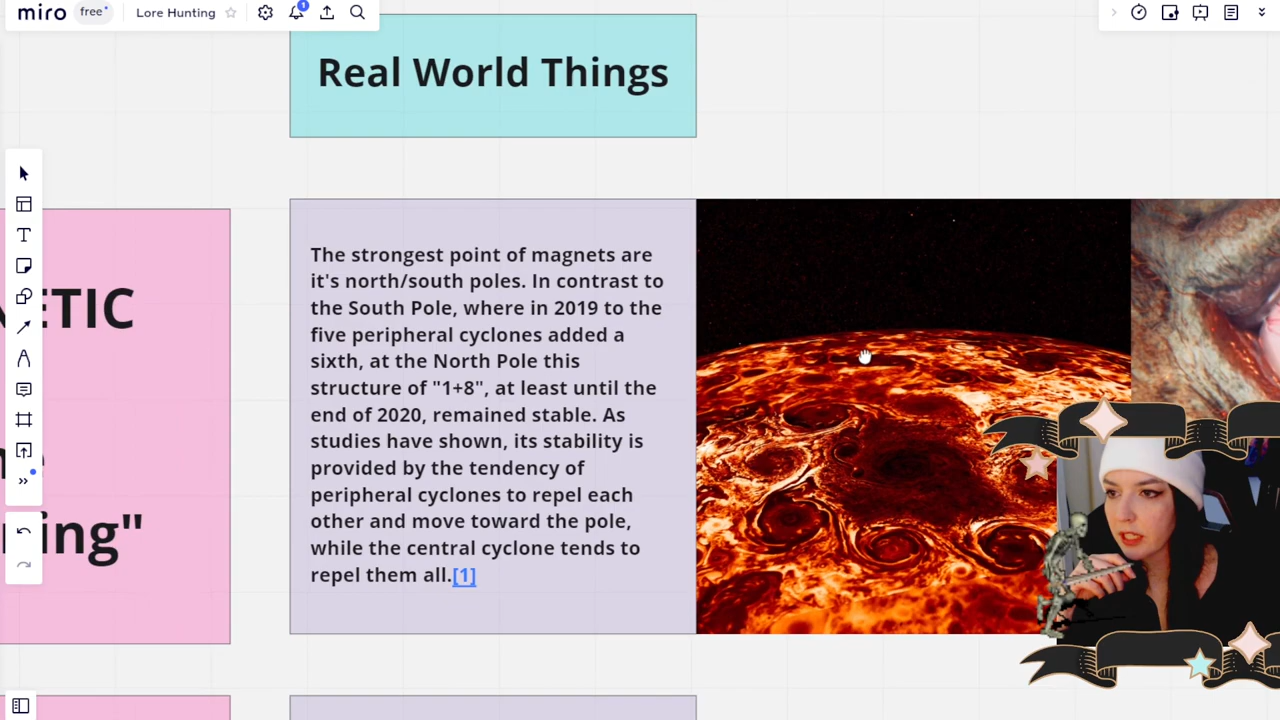 miro free Lore Hunting 1
Real World Things
ETIC
ing"
The strongest point of magnets are
it's north/south poles. In contrast to
the South Pole, where in 2019 to the
five peripheral cyclones added a
sixth, at the North Pole this
structure of "1+8", at least until the
end of 2020, remained stable. As
studies have shown, its stability is
provided by the tendency of
peripheral cyclones to repel each
other and move toward the pole,
while the central cyclone tends to
repel them all.[1]